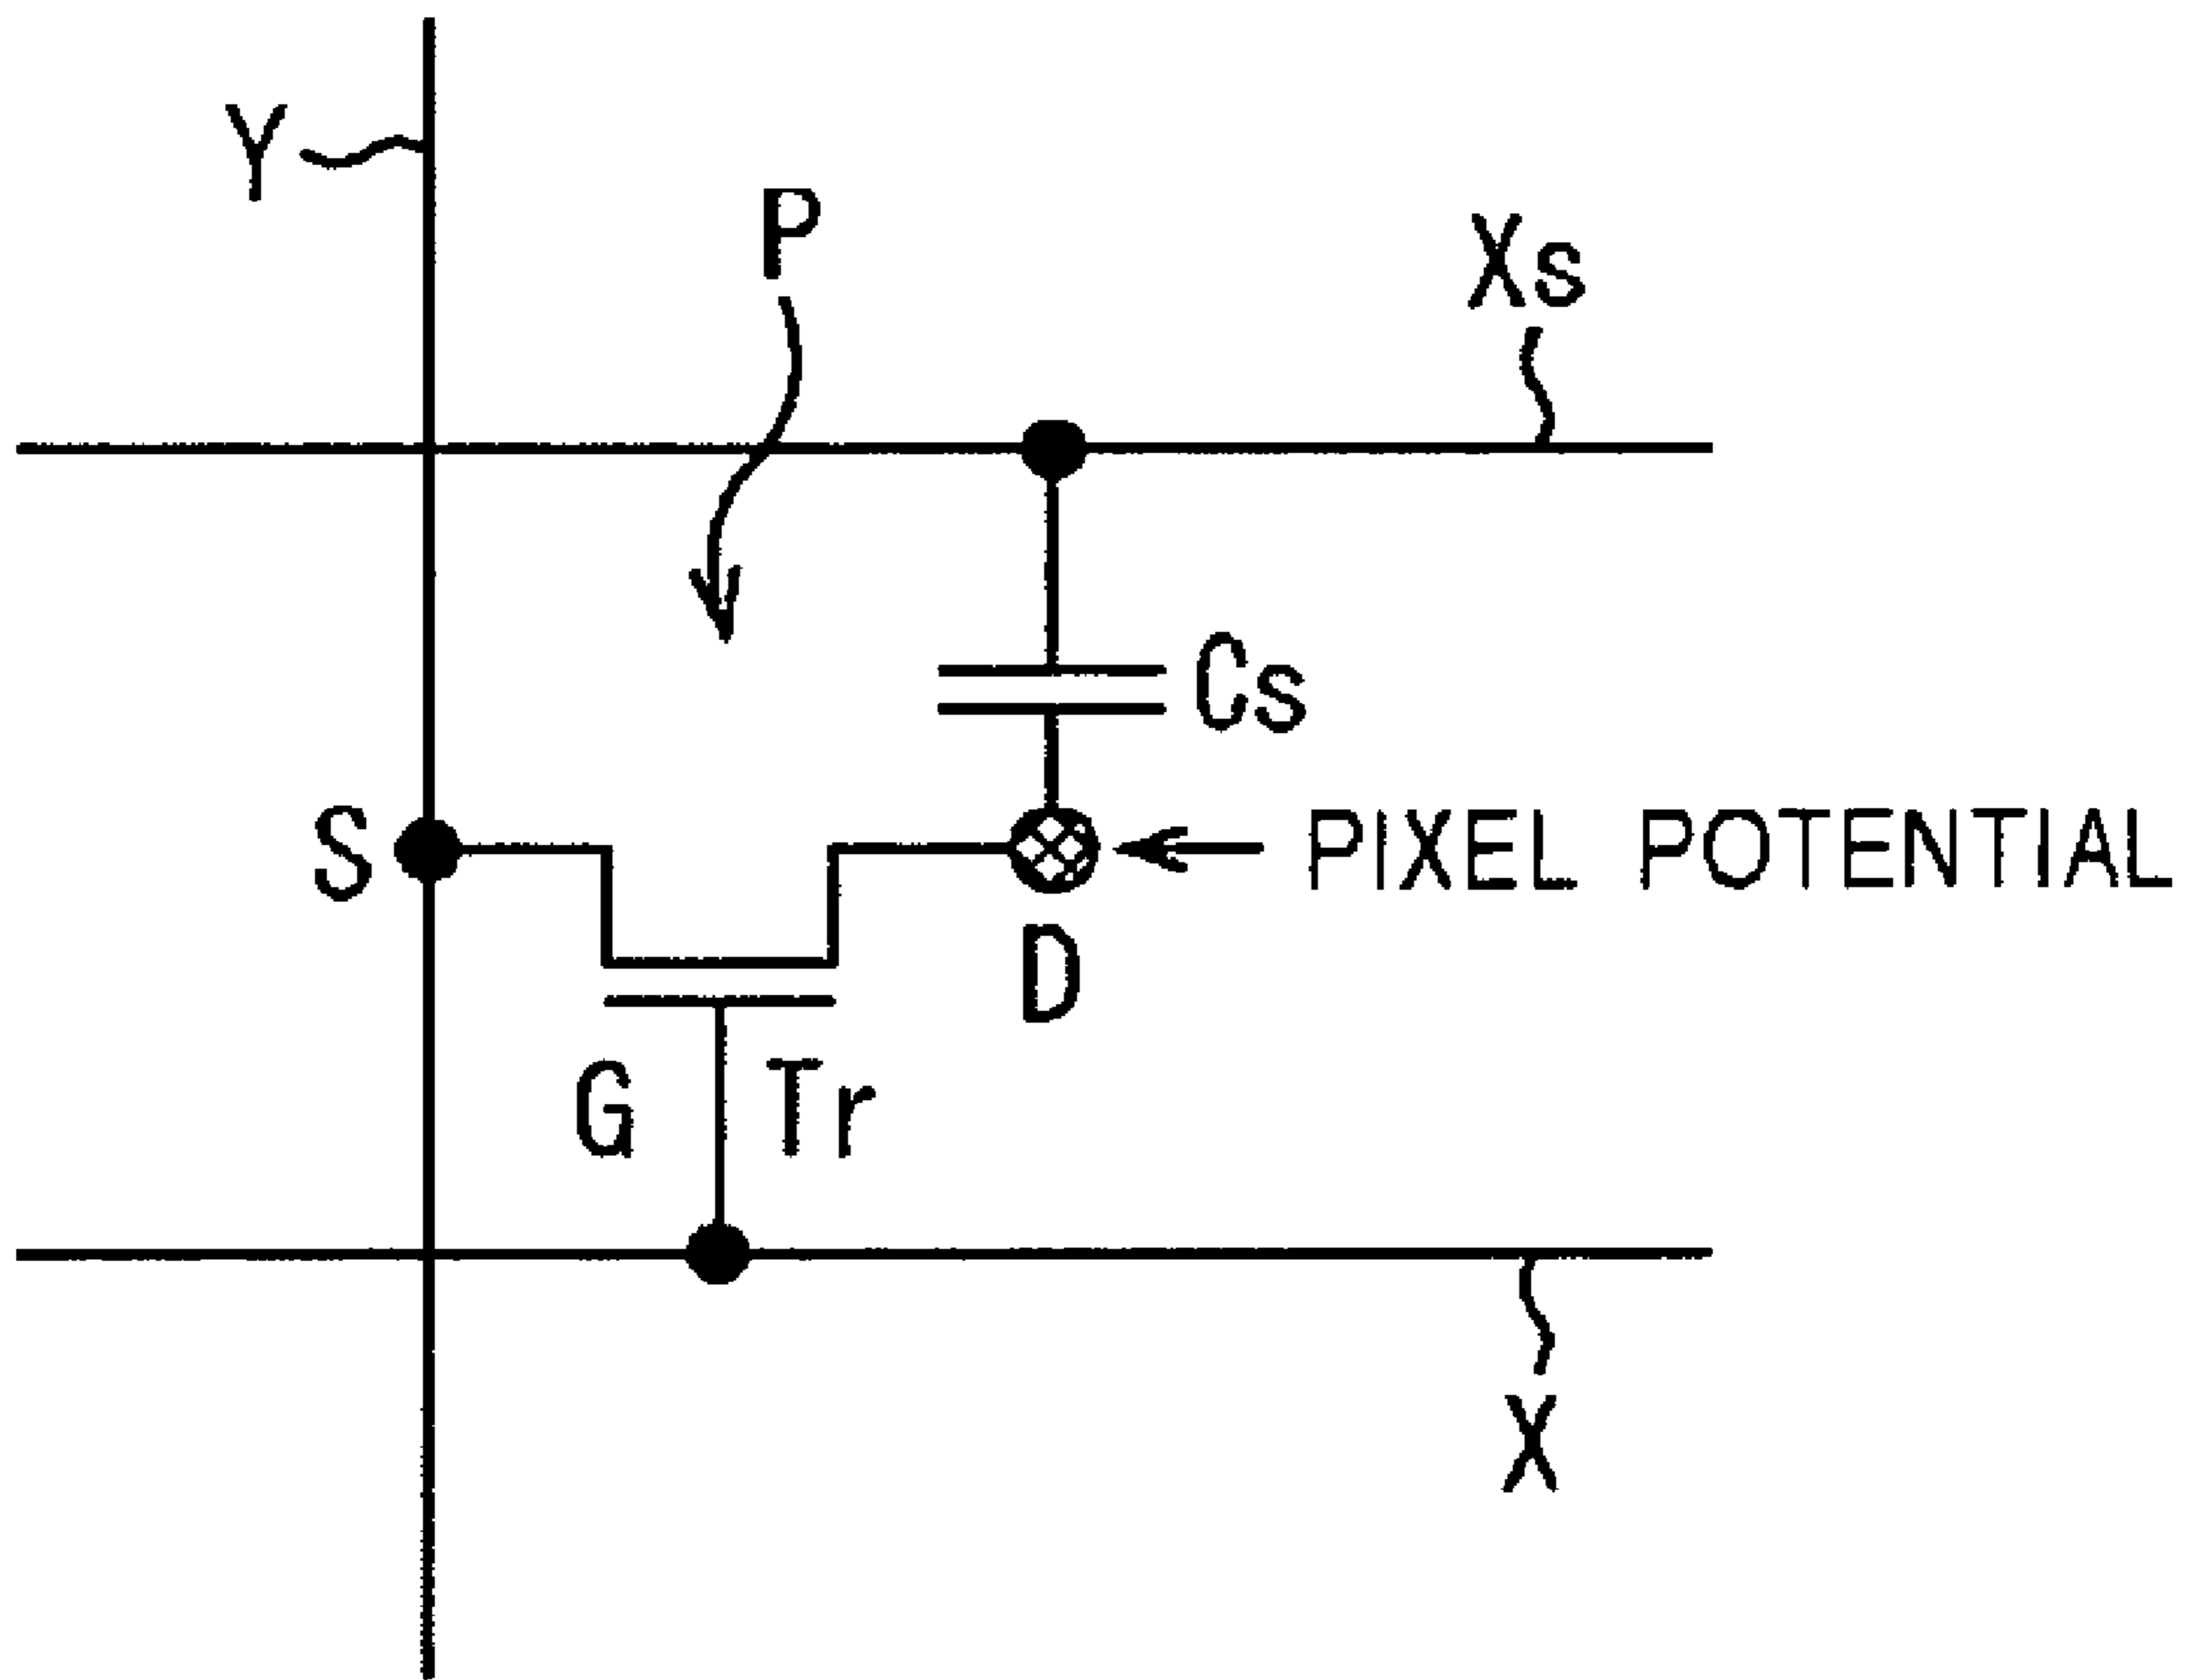 Y
P
Xs
Cs
S
PIXEL POTENTIAL
D
G
Tr
X